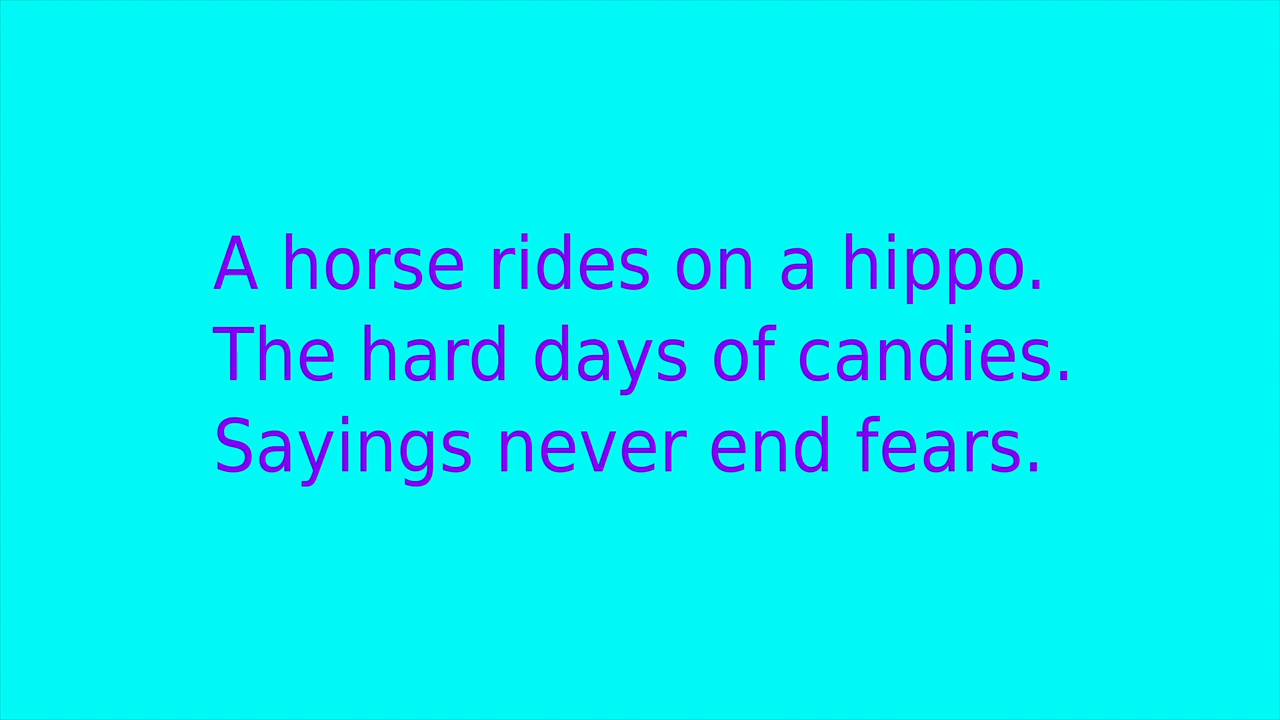 A horse rides on a hippo.
The hard days of candies.
Sayings never end fears.